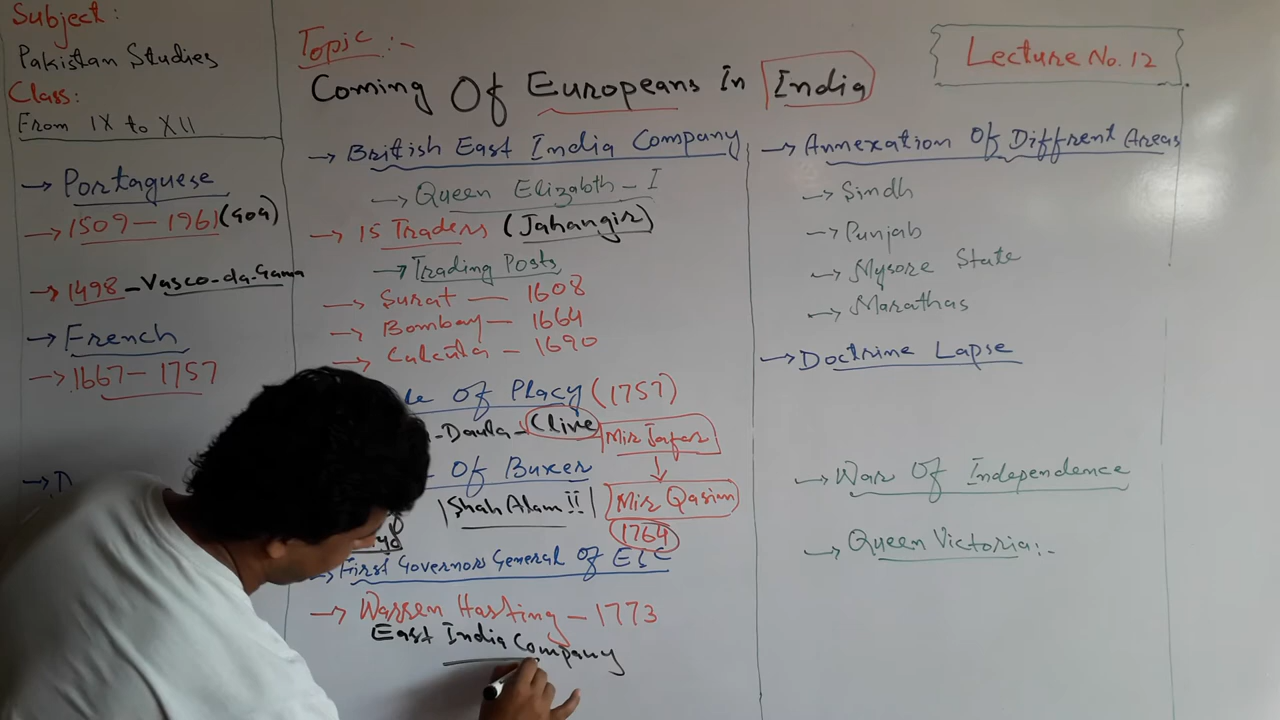 Subject:
Pakistan Studies
Class:
From IX to XII
→ Portaguese
→ 1509 – 1961 (Goa)
→ 1498 - Vasco-da-Gama
→ French
→ 1667 – 1757
Topic :-
Coming Of Europeans In India
Lecture No. 12
→ British East India Company
→ Queen Elizabth - I
→ 15 Traders (Jahangir)
→ Trading Posts
→ Surat — 1608
→ Bombay — 1664
→ Calcutta – 1690
Of Placy (1757)
-Daula - Clive Mir Jafar
↓
Of Buxer
|Shah Alam II| Mir Qasim
1764
→ First Governor General Of EIC
→ Warren Hasting – 1773
East India Company
→ Annexation Of Diffrent Areas
→ Sindh
→ Punjab
→ Mysore State
→ Marathas
→ Doctrine Lapse
→ War Of Independence
→ Queen Victoria:-